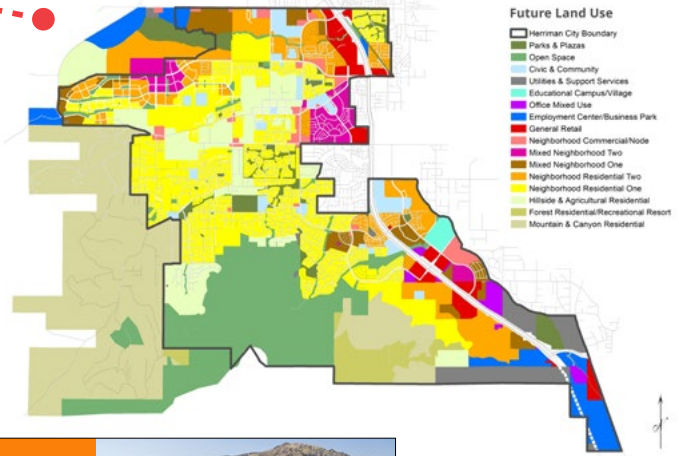 Future Land Use
Herriman City Boundary
Parks & Plazas
Open Space
Civic & Community
Utilities & Support Services
Educational Campus/Village
Office Mixed Use
Employment Center/Business Park
General Retail
Neighborhood Commercial/Node
Mixed Neighborhood Two
Mixed Neighborhood One
Neighborhood Residential Two
Neighborhood Residential One
Hillside & Agricultural Residential
Forest Residential/Recreational Resort
Mountain & Canyon Residential